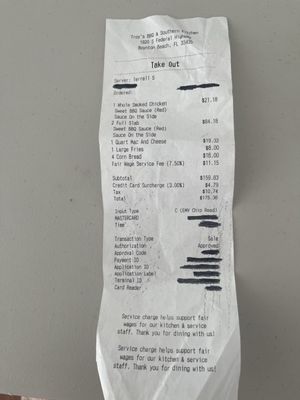 Troy's BBQ & Southern Kitchen
1920 S Federal Highway
Boynton Beach, FL 33435
Take Out
Server: Terrell S
Ordered:
1 Whole Smoked Chicken $21.18
Sweet BBQ Sauce (Red)
Sauce On the Side
2 Full Slab $84.18
Sweet BBQ Sauce (Red)
Sauce On the Side
1 Quart Mac And Cheese $19.02
1 Large Fries $8.00
4 Corn Bread $16.00
Fair Wage Service Fee (7.50%) $11.15
Subtotal $159.83
Credit Card Surcharge (3.00%) $4.79
Tax $10.74
Total $175.36
Input Type C (EMV Chip Read)
MASTERCARD
Time
Transaction Type Sale
Authorization Approved
Approval Code
Payment ID
Application ID
Application Label
Terminal ID
Card Reader
Service charge helps support fair
wages for our kitchen & service
staff. Thank you for dining with us!
Service charge helps support fair
wages for our kitchen & service
staff. Thank you for dining with us!